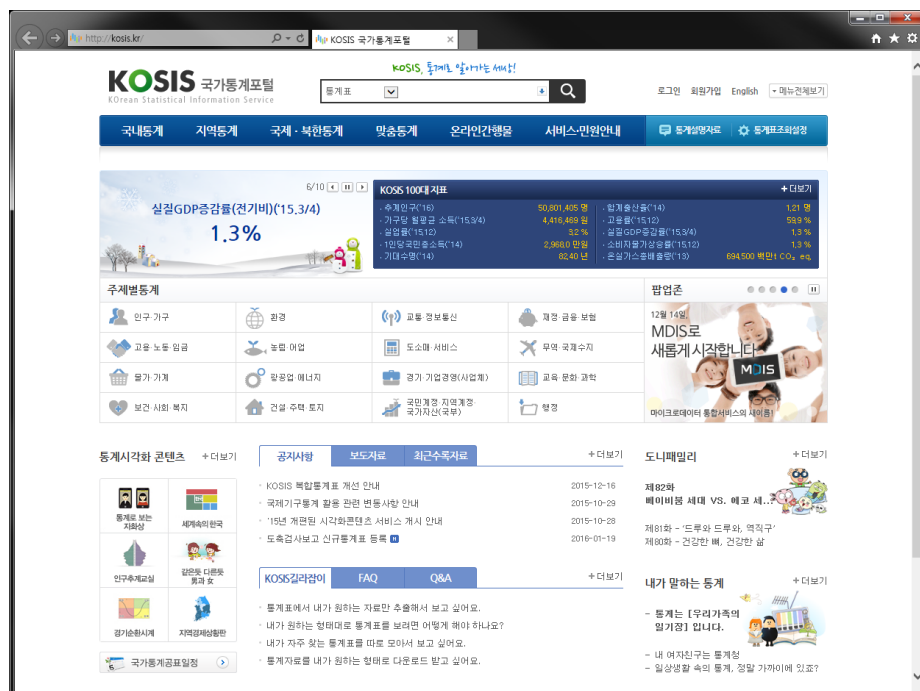 http://kosis.kr/
KOSIS 국가통계포털
KOSIS, 통계로 알아가는 세상!
KOSIS 국가통계포털
KOrean Statistical Information Service
통계표
로그인 회원가입 English 메뉴전체보기
국내통계 지역통계 국제·북한통계 맞춤통계 온라인간행물 서비스·민원안내 통계설명자료 통계표조회설정
6/10
실질GDP증감률(전기비)('15.3/4)
1.3%
KOSIS 100대 지표 +더보기
추계인구('16) 50,801,405 명
가구당 월평균 소득('15.3/4) 4,416,469 원
실업률('15.12) 3.2 %
1인당국민총소득('14) 2,968.0 만원
기대수명('14) 82.40 년
합계출산율('14) 1.21 명
고용률('15.12) 59.9 %
실질GDP증감률('15.3/4) 1.3 %
소비자물가상승률('15.12) 1.3 %
온실가스총배출량('13) 694,500 백만t CO₂ eq.
주제별통계
인구·가구 환경 교통·정보통신 재정·금융·보험
고용·노동·임금 농림·어업 도소매·서비스 무역·국제수지
물가·가계 광공업·에너지 경기·기업경영(사업체) 교육·문화·과학
보건·사회·복지 건설·주택·토지 국민계정·지역계정·국가자산(국부) 행정
팝업존
12월 14일,
MDIS로
새롭게 시작합니다
MDIS
마이크로데이터 통합서비스의 새이름!
통계시각화 콘텐츠 +더보기
통계로 보는
자화상
세계속의 한국
인구추계교실
같은듯 다른듯
통과 北
경기순환시계
지역경제상황판
국가통계공표일정
공지사항 보도자료 최근수록자료 +더보기
KOSIS 복합통계표 개선 안내 2015-12-16
국제기구통계 활용 관련 변동사항 안내 2015-10-29
'15년 개편된 시각화콘텐츠 서비스 개시 안내 2015-10-28
도축검사보고 신규통계표 등록 2016-01-19
KOSIS길라잡이 FAQ Q&A +더보기
통계표에서 내가 원하는 자료만 추출해서 보고 싶어요.
내가 원하는 형태대로 통계표를 보려면 어떻게 해야 하나요?
내가 자주 찾는 통계표를 따로 모아서 보고 싶어요.
통계자료를 내가 원하는 형태로 다운로드 받고 싶어요.
도니패밀리 +더보기
제82화
베이비붐 세대 VS. 에코 세..?
제81화 - '드루와 드루와, 역직구'
제80화 - 건강한 뼈, 건강한 삶
내가 말하는 통계 +더보기
- 통계는 [우리가족의
일기장] 입니다.
- 내 여자친구는 통계청
- 일상생활 속의 통계, 정말 가까이에 있죠?